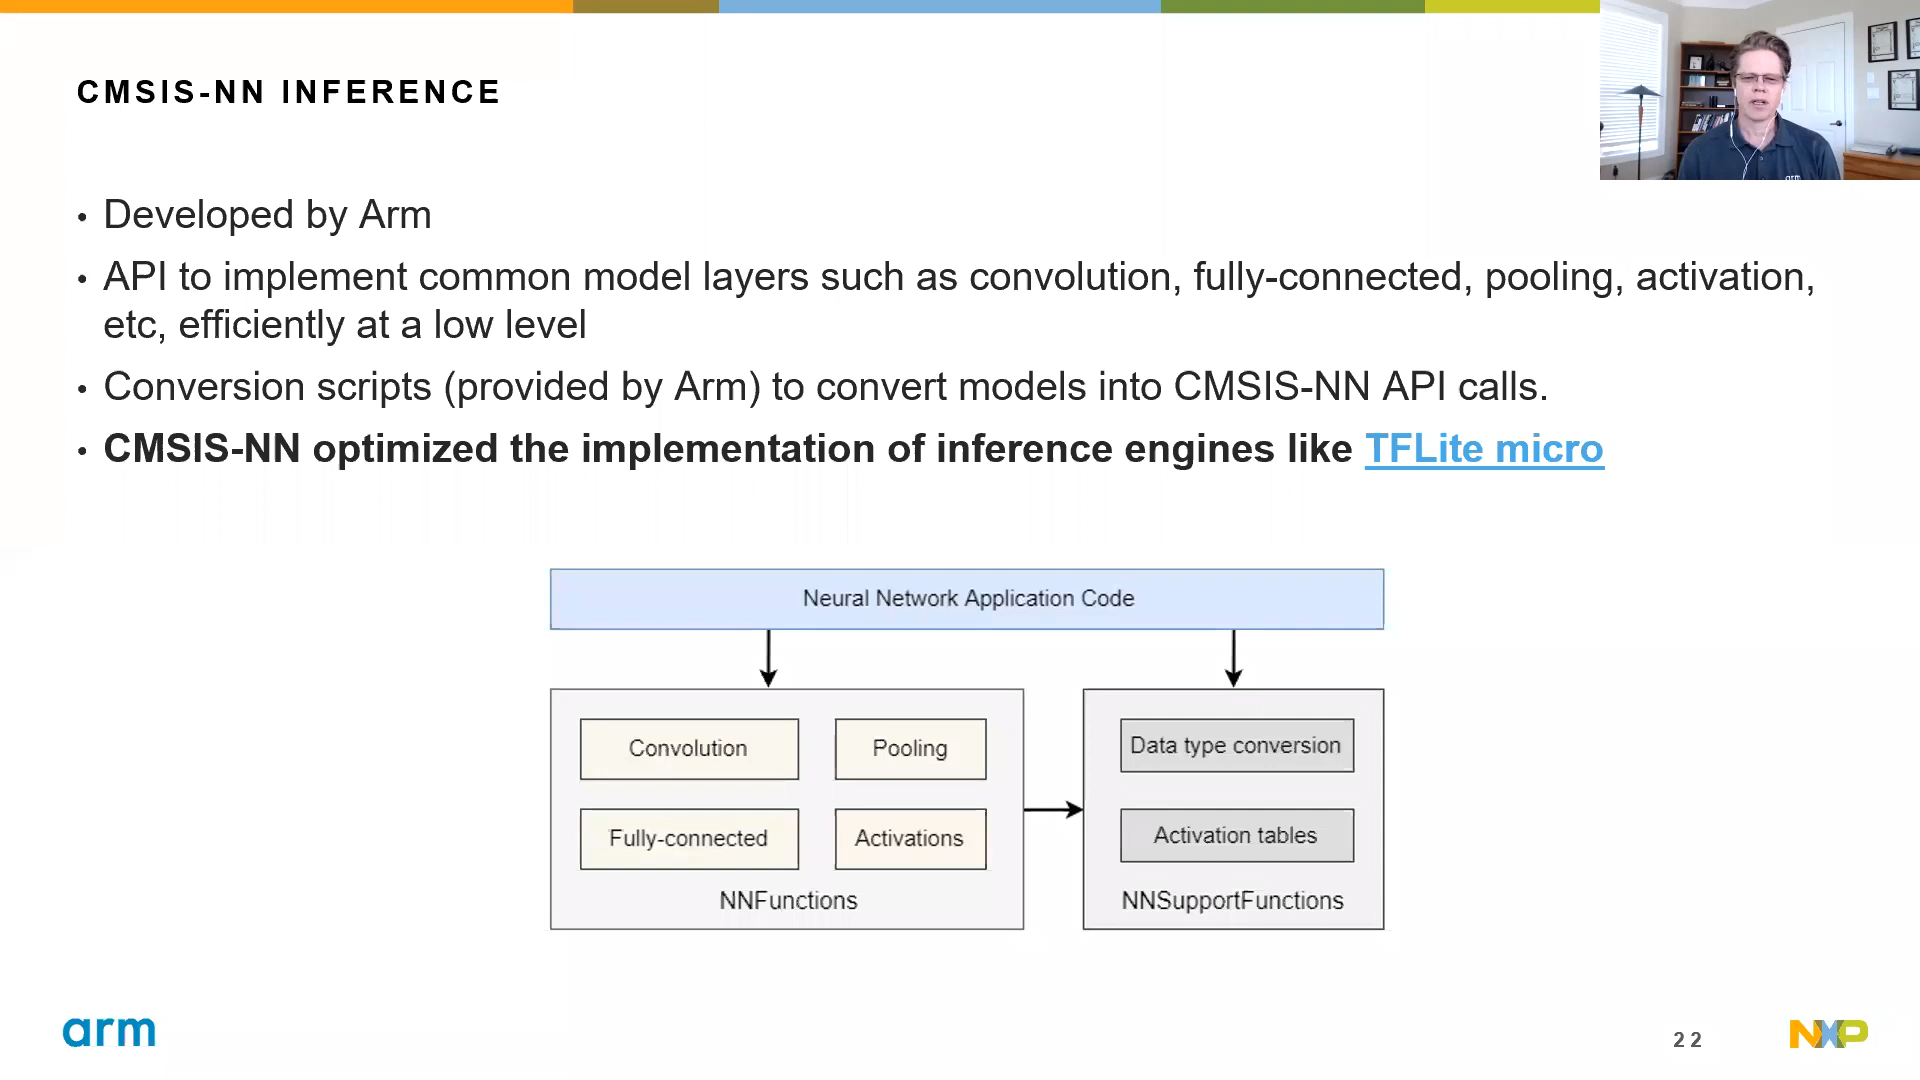 CMSIS-NN INFERENCE
• Developed by Arm
• API to implement common model layers such as convolution, fully-connected, pooling, activation,
etc, efficiently at a low level
• Conversion scripts (provided by Arm) to convert models into CMSIS-NN API calls.
• CMSIS-NN optimized the implementation of inference engines like TFLite micro
Neural Network Application Code
Convolution
Pooling
Fully-connected
Activations
NNFunctions
Data type conversion
Activation tables
NNSupportFunctions
arm
22
NXP
arm